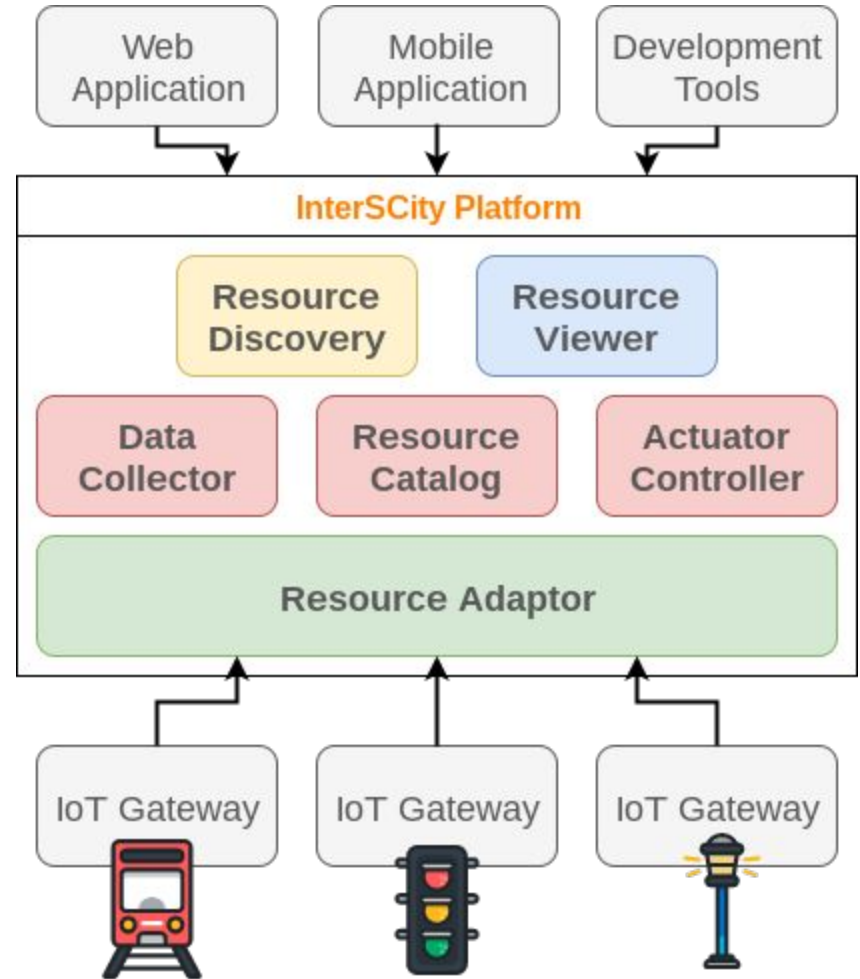 Web
Application
Mobile
Application
Development
Tools
InterSCity Platform
Resource
Discovery
Resource
Viewer
Data
Collector
Resource
Catalog
Actuator
Controller
Resource Adaptor
IoT Gateway
IoT Gateway
IoT Gateway